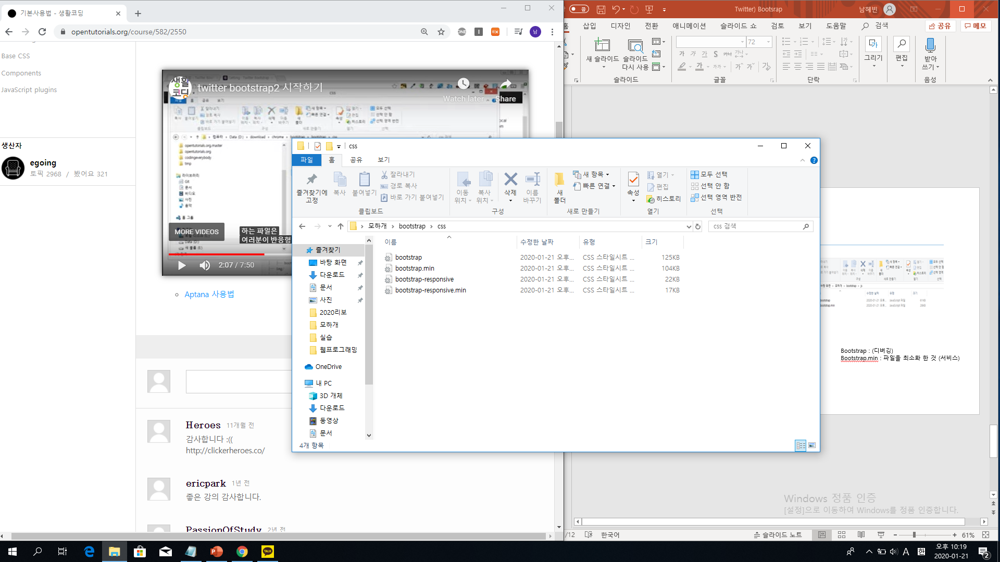 기본사용법 - 생활코딩
opentutorials.org/course/582/2550
Base CSS
Components
JavaScript plugins
생산자
egoing
토픽 2968 / 봤어요 321
생활
코딩
twitter bootstrap2 시작하기
Watch later
Share
MORE VIDEOS
하는 파일은
여러분이 반응형
2:07 / 7:50
Aptana 사용법
Heroes 11개월 전
감사합니다 :((
http://clickerheroes.co/
ericpark 1년 전
좋은 강의 감사합니다.
PassionOfStudy 2년 전
css
파일 홈 공유 보기
즐겨찾기에
고정
복사
붙여넣기
잘라내기
경로 복사
바로 가기 붙여넣기
클립보드
이동
위치
복사
위치
삭제
이름
바꾸기
구성
새
폴더
새 항목
빠른 연결
새로 만들기
속성
열기
편집
히스토리
열기
모두 선택
선택 안 함
선택 영역 반전
선택
모하개 > bootstrap > css
css 검색
이름 수정한 날짜 유형 크기
bootstrap 2020-01-21 오후... CSS 스타일시트 ... 125KB
bootstrap.min 2020-01-21 오후... CSS 스타일시트 ... 104KB
bootstrap-responsive 2020-01-21 오후... CSS 스타일시트 ... 22KB
bootstrap-responsive.min 2020-01-21 오후... CSS 스타일시트 ... 17KB
즐겨찾기
바탕 화면
다운로드
문서
사진
2020리보
모하개
실습
웹프로그래밍
OneDrive
내 PC
3D 개체
다운로드
동영상
문서
4개 항목
끔
Twitter) Bootsrap
남혜빈
홈 삽입 디자인 전환 애니메이션 슬라이드 쇼 검토 보기 도움말 검색
공유
메모
새 슬라이드
슬라이드
다시 사용
슬라이드
72
글꼴
단락
그리기
편집
받아
쓰기
음성
Bootstrap : (디버깅)
Bootstrap.min : 파일을 최소화 한 것 (서비스)
Windows 정품 인증
[설정]으로 이동하여 Windows를 정품 인증합니다.
/12
한국어
슬라이드 노트
61%
TALK
A
한
오후 10:19
2020-01-21
2